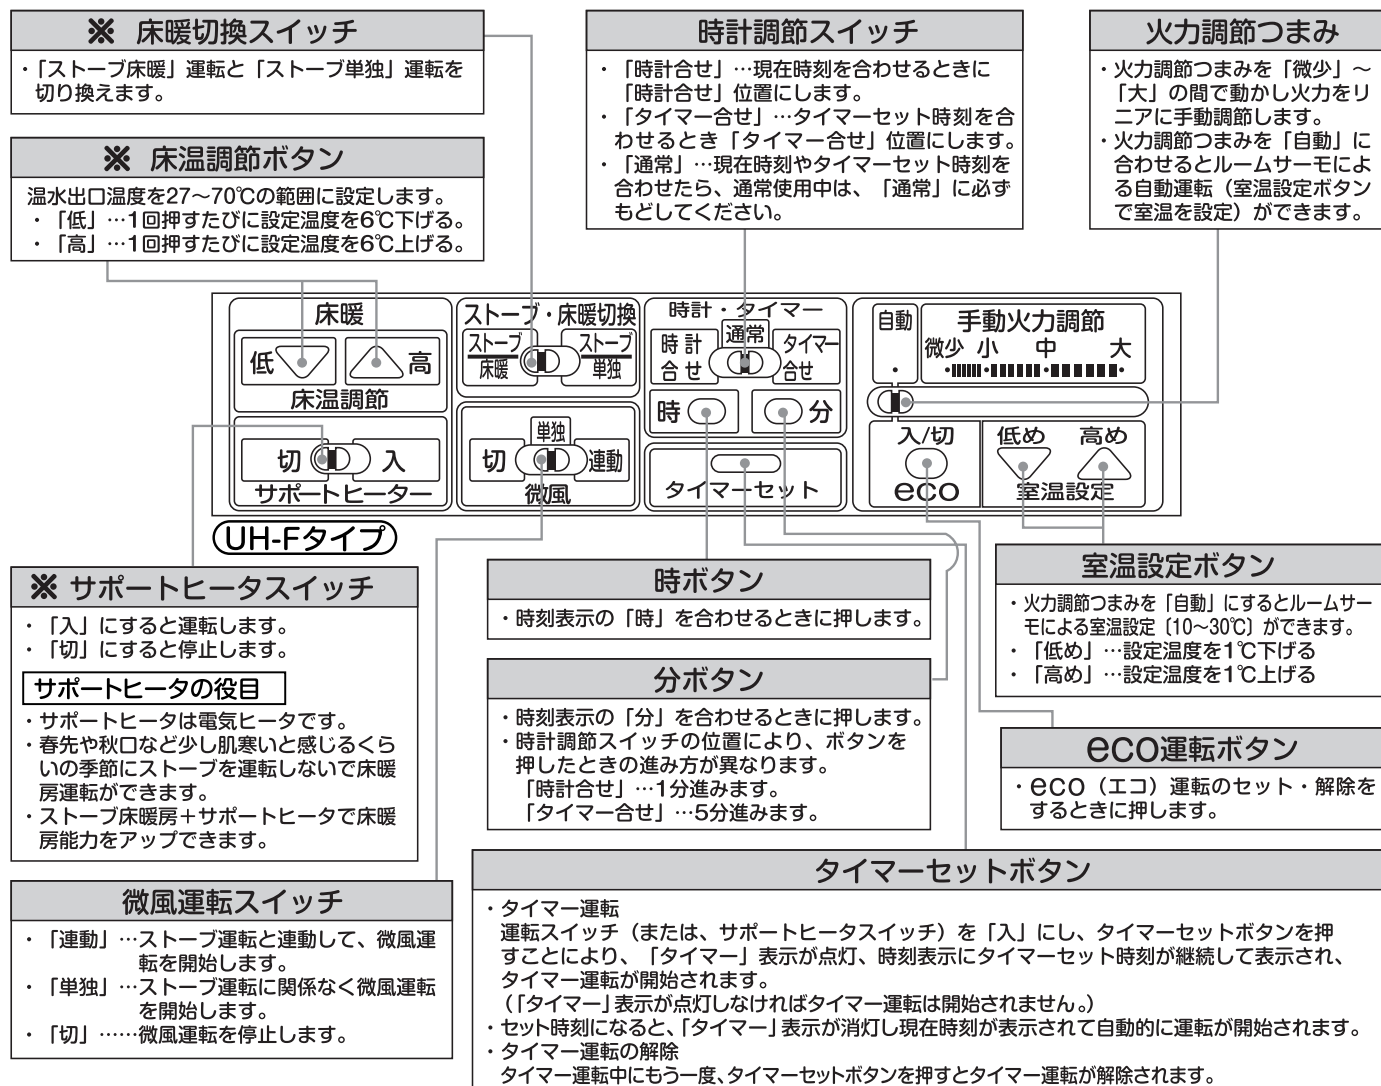 ※ 床暖切換スイッチ
・「ストーブ床暖」運転と「ストーブ単独」運転を
切り換えます。
※ 床温調節ボタン
温水出口温度を27～70℃の範囲に設定します。
・「低」…1回押すたびに設定温度を6℃下げる。
・「高」…1回押すたびに設定温度を6℃上げる。
時計調節スイッチ
・「時計合せ」…現在時刻を合わせるときに
「時計合せ」位置にします。
・「タイマー合せ」…タイマーセット時刻を合
わせるとき「タイマー合せ」位置にします。
・「通常」…現在時刻やタイマーセット時刻を
合わせたら、通常使用中は、「通常」に必ず
もどしてください。
火力調節つまみ
・火力調節つまみを「微少」～
「大」の間で動かし火力をリ
ニアに手動調節します。
・火力調節つまみを「自動」に
合わせるとルームサーモによ
る自動運転（室温設定ボタン
で室温を設定）ができます。
床暖
低
高
床温調節
切
入
サポートヒーター
ストーブ・床暖切換
ストーブ
床暖
ストーブ
単独
単独
切
連動
微風
時計・タイマー
時計
合せ
通常
タイマー
合せ
時
分
タイマーセット
自動
手動火力調節
微少 小 中 大
入/切
eco
低め 高め
室温設定
UH-Fタイプ
※ サポートヒータスイッチ
・「入」にすると運転します。
・「切」にすると停止します。
サポートヒータの役目
・サポートヒータは電気ヒータです。
・春先や秋口など少し肌寒いと感じるくら
いの季節にストーブを運転しないで床暖
房運転ができます。
・ストーブ床暖房＋サポートヒータで床暖
房能力をアップできます。
微風運転スイッチ
・「連動」…ストーブ運転と連動して、微風運
転を開始します。
・「単独」…ストーブ運転に関係なく微風運転
を開始します。
・「切」……微風運転を停止します。
時ボタン
・時刻表示の「時」を合わせるときに押します。
分ボタン
・時刻表示の「分」を合わせるときに押します。
・時計調節スイッチの位置により、ボタンを
押したときの進み方が異なります。
「時計合せ」…1分進みます。
「タイマー合せ」…5分進みます。
室温設定ボタン
・火力調節つまみを「自動」にするとルームサー
モによる室温設定〔10～30℃〕ができます。
・「低め」…設定温度を1℃下げる
・「高め」…設定温度を1℃上げる
eco運転ボタン
・eco（エコ）運転のセット・解除を
するときに押します。
タイマーセットボタン
・タイマー運転
運転スイッチ（または、サポートヒータスイッチ）を「入」にし、タイマーセットボタンを押
すことにより、「タイマー」表示が点灯、時刻表示にタイマーセット時刻が継続して表示され、
タイマー運転が開始されます。
（「タイマー」表示が点灯しなければタイマー運転は開始されません。）
・セット時刻になると、「タイマー」表示が消灯し現在時刻が表示されて自動的に運転が開始されます。
・タイマー運転の解除
タイマー運転中にもう一度、タイマーセットボタンを押すとタイマー運転が解除されます。